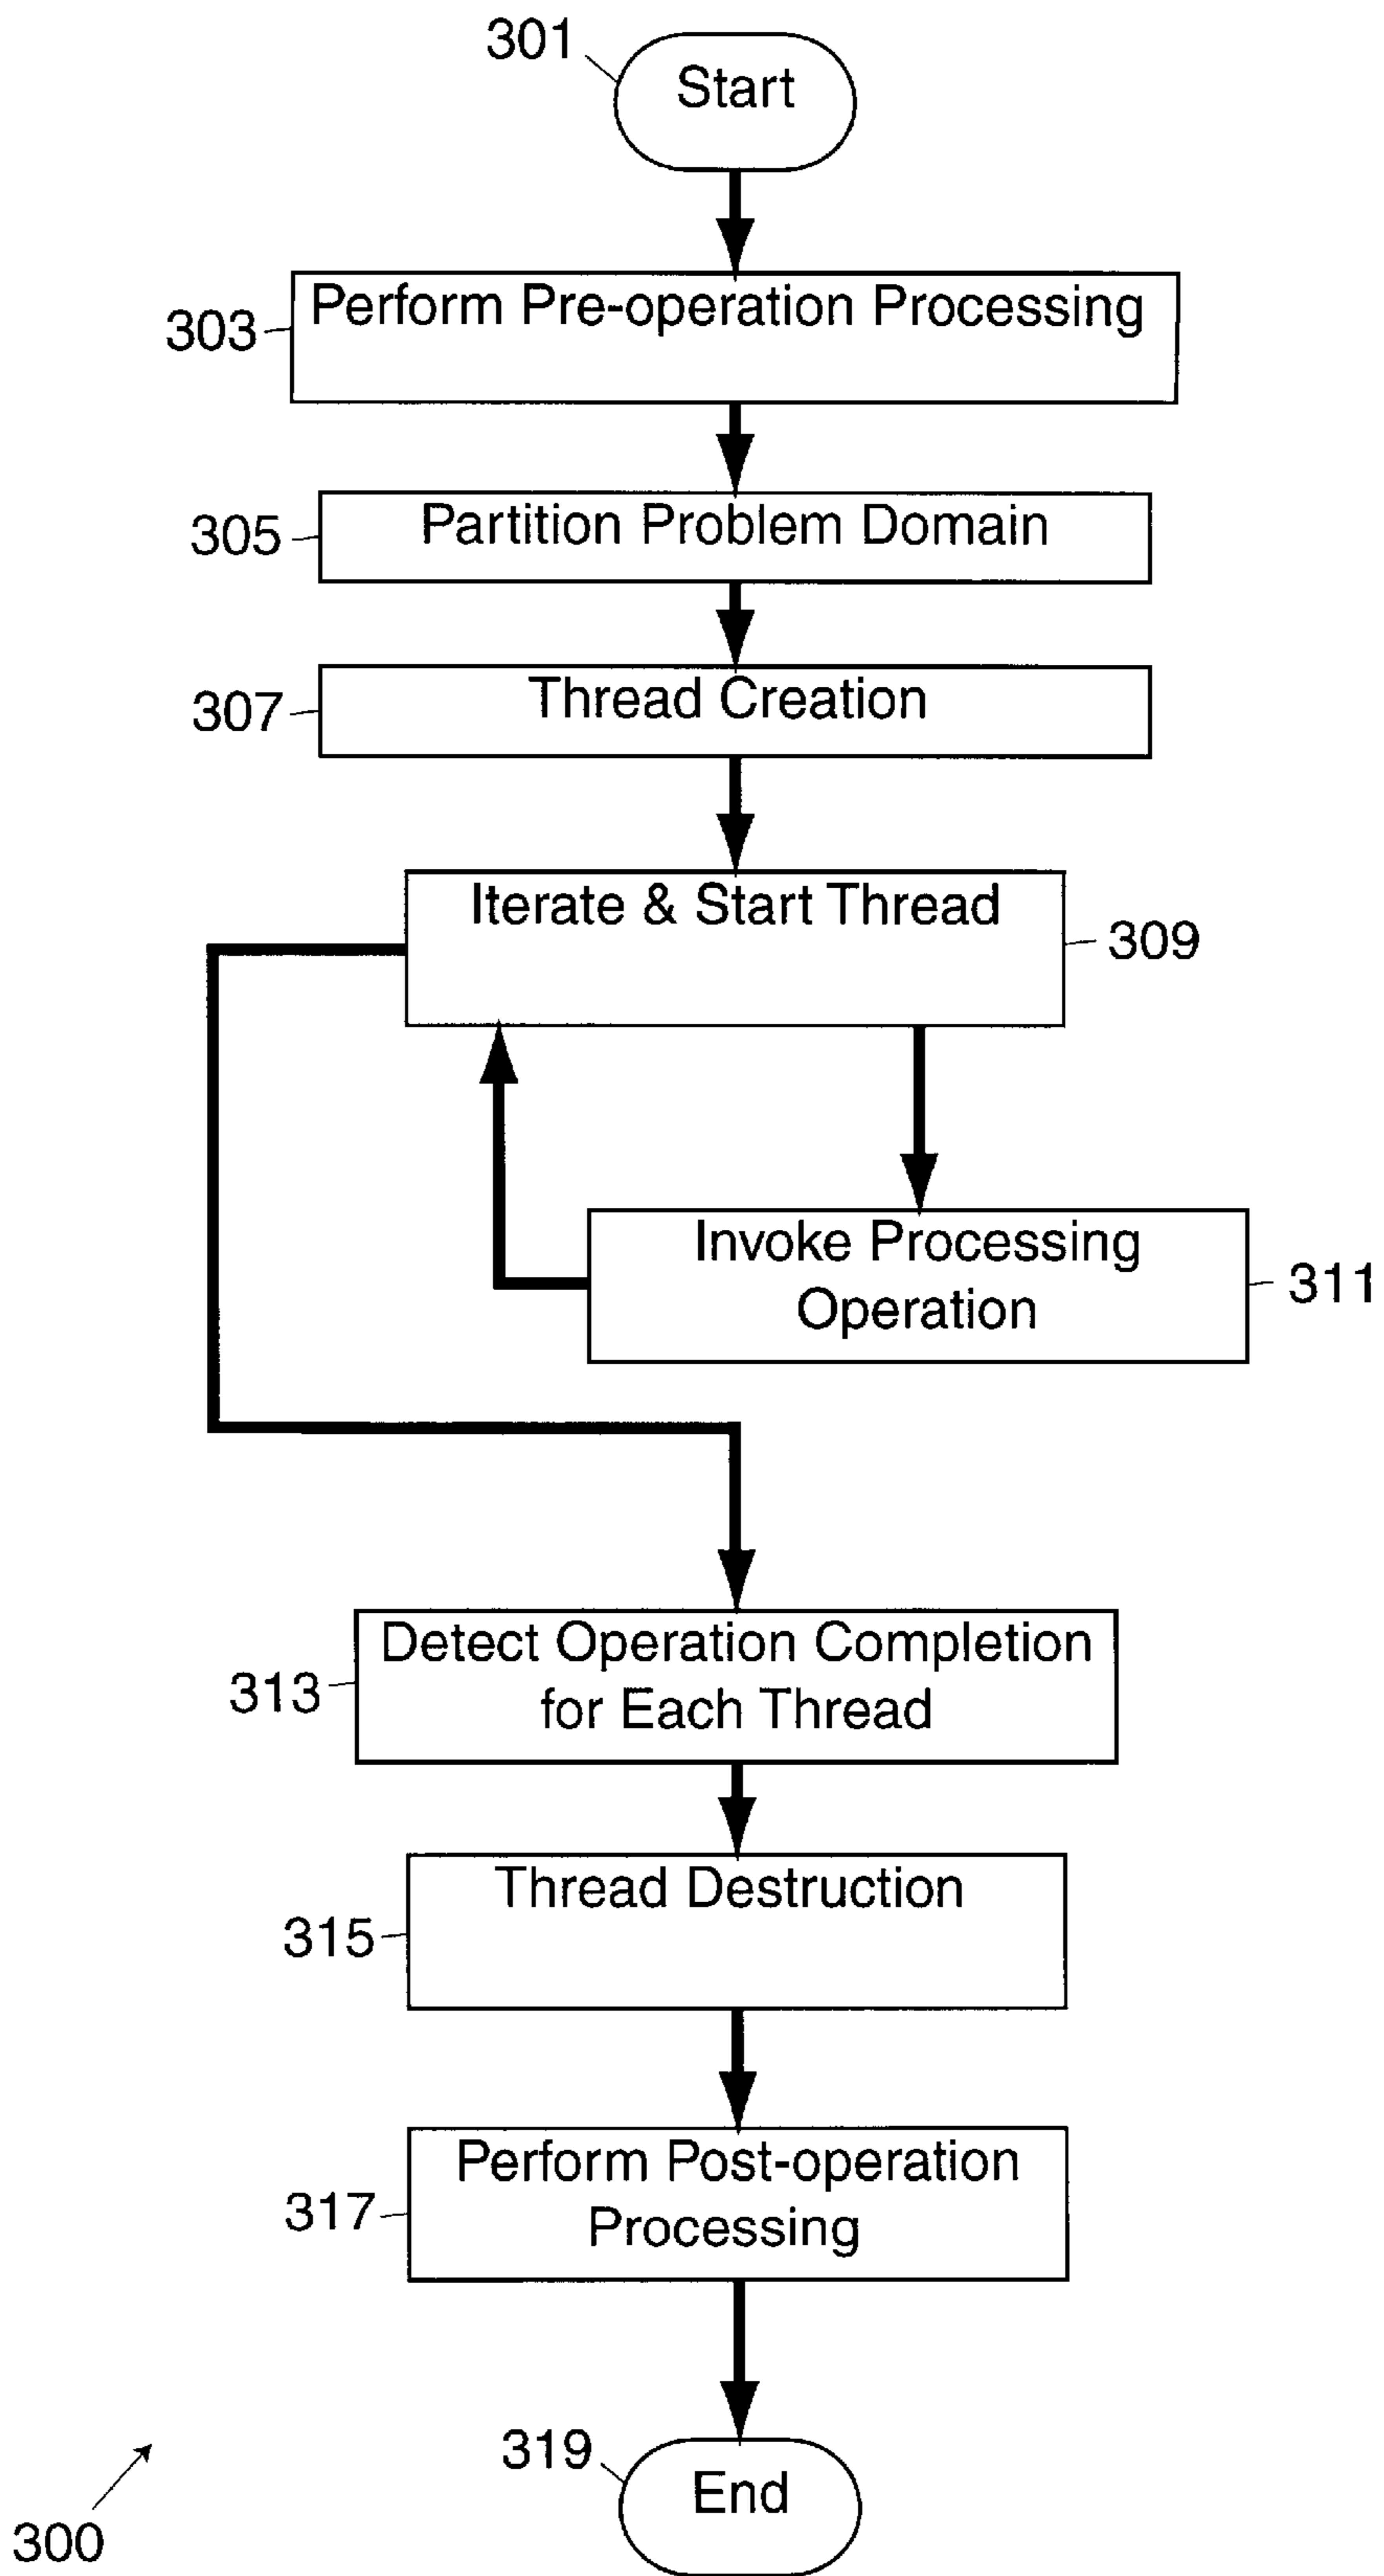 301
Start
Perform Pre-operation Processing
303
Partition Problem Domain
305
Thread Creation
307
Iterate & Start Thread
309
Invoke Processing
Operation
311
Detect Operation Completion
for Each Thread
313
Thread Destruction
315
Perform Post-operation
Processing
317
319
End
300